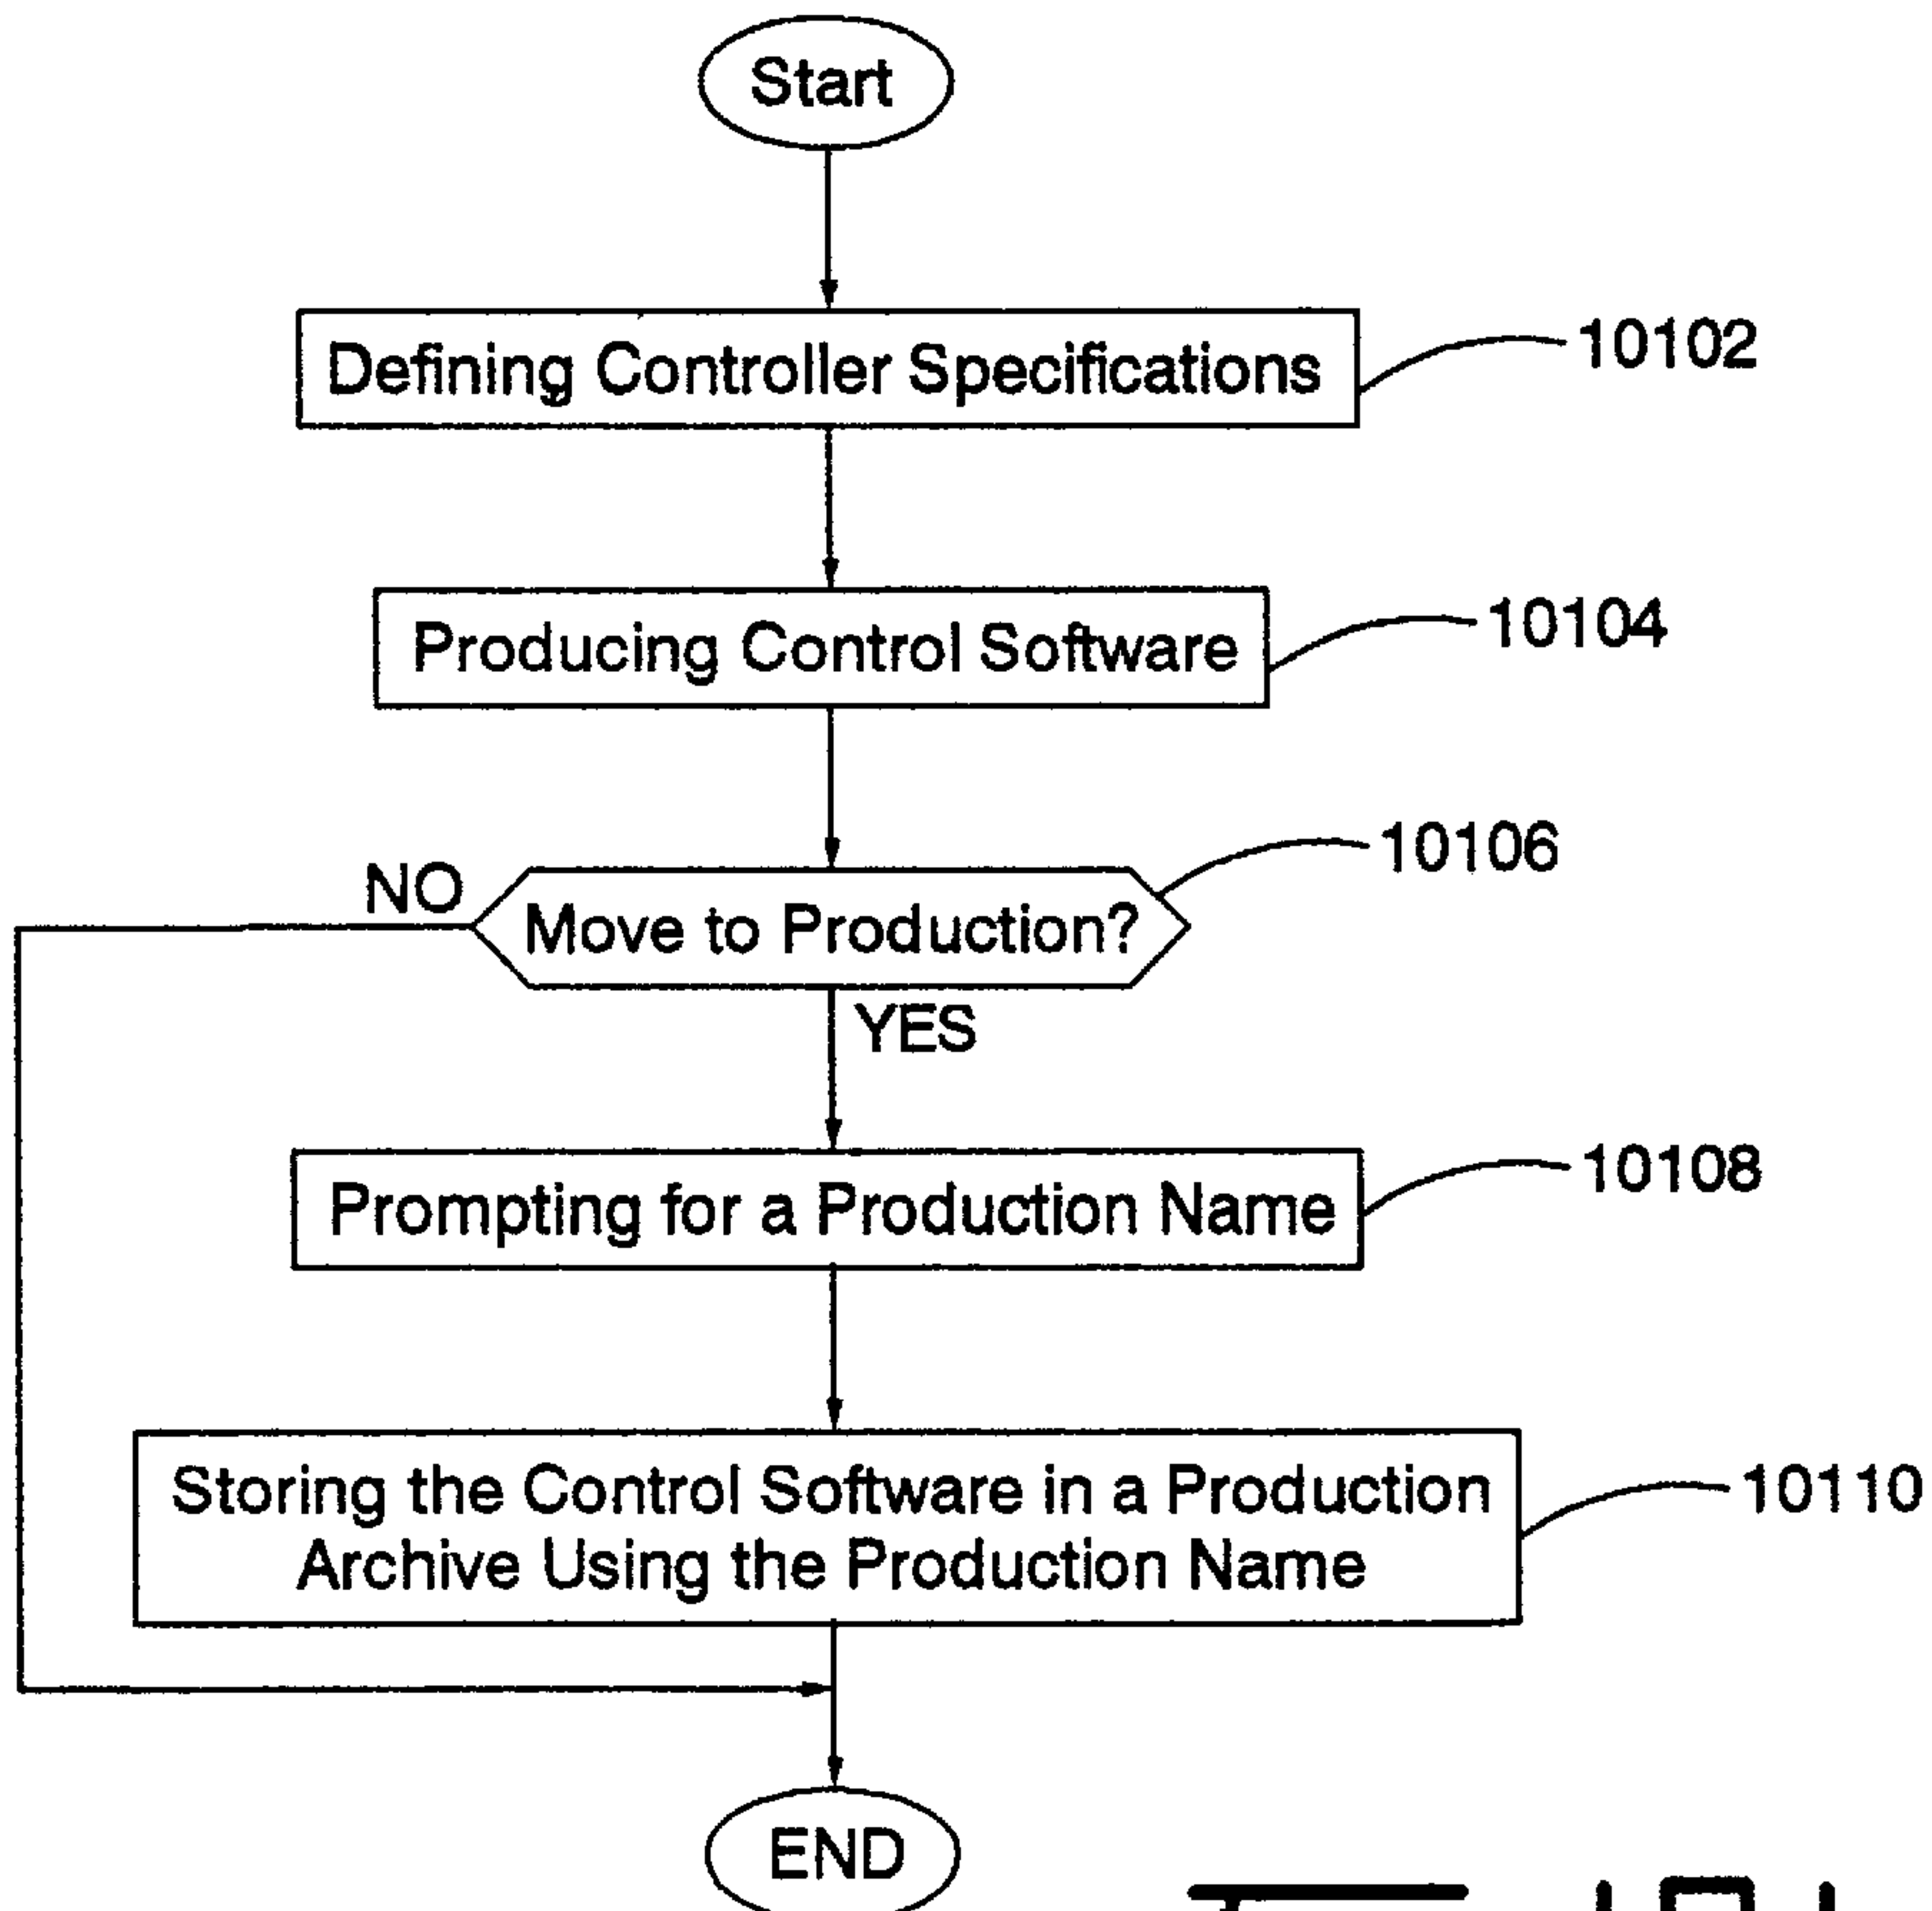 Start
Defining Controller Specifications
10102
Producing Control Software
10104
10106
NO
Move to Production?
YES
Prompting for a Production Name
10108
Storing the Control Software in a Production
Archive Using the Production Name
10110
END